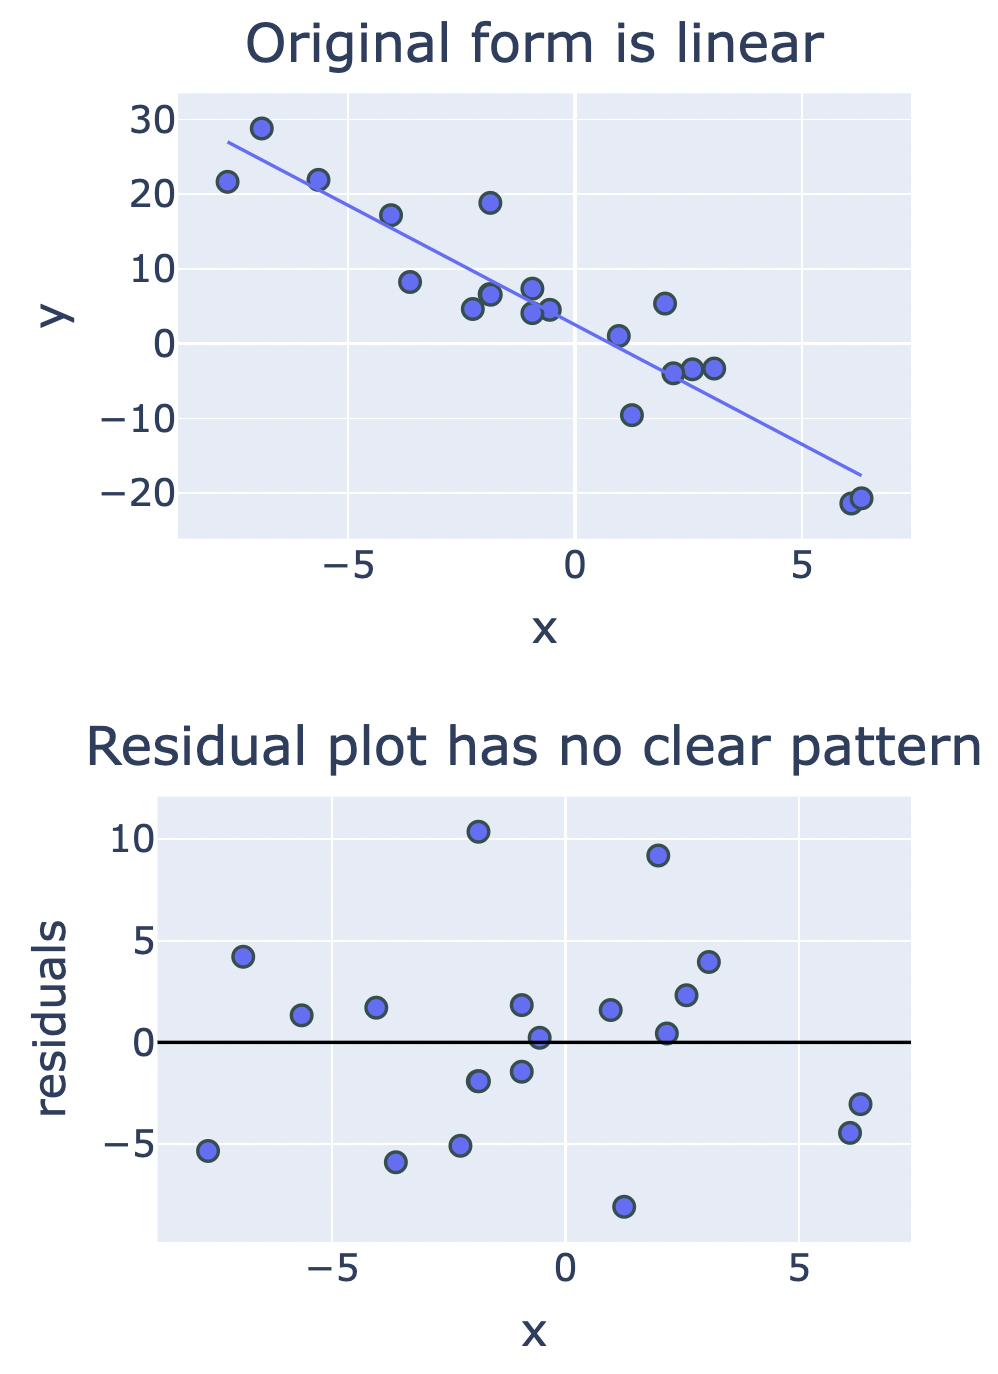 Original form is linear
30
20
10
0
−10
−20
y
−5 0 5
x
Residual plot has no clear pattern
10
5
0
−5
residuals
−5 0 5
x